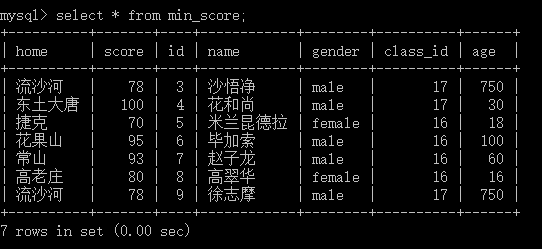 mysql> select * from min_score;
+----------+-------+----+--------------+--------+----------+------+
| home | score | id | name | gender | class_id | age |
+----------+-------+----+--------------+--------+----------+------+
| 流沙河 | 78 | 3 | 沙悟净 | male | 17 | 750 |
| 东土大唐 | 100 | 4 | 花和尚 | male | 17 | 30 |
| 捷克 | 70 | 5 | 米兰昆德拉 | female | 16 | 18 |
| 花果山 | 95 | 6 | 毕加索 | male | 16 | 100 |
| 常山 | 93 | 7 | 赵子龙 | male | 16 | 60 |
| 高老庄 | 80 | 8 | 高翠华 | female | 16 | 16 |
| 流沙河 | 78 | 9 | 徐志摩 | male | 17 | 750 |
+----------+-------+----+--------------+--------+----------+------+
7 rows in set (0.00 sec)